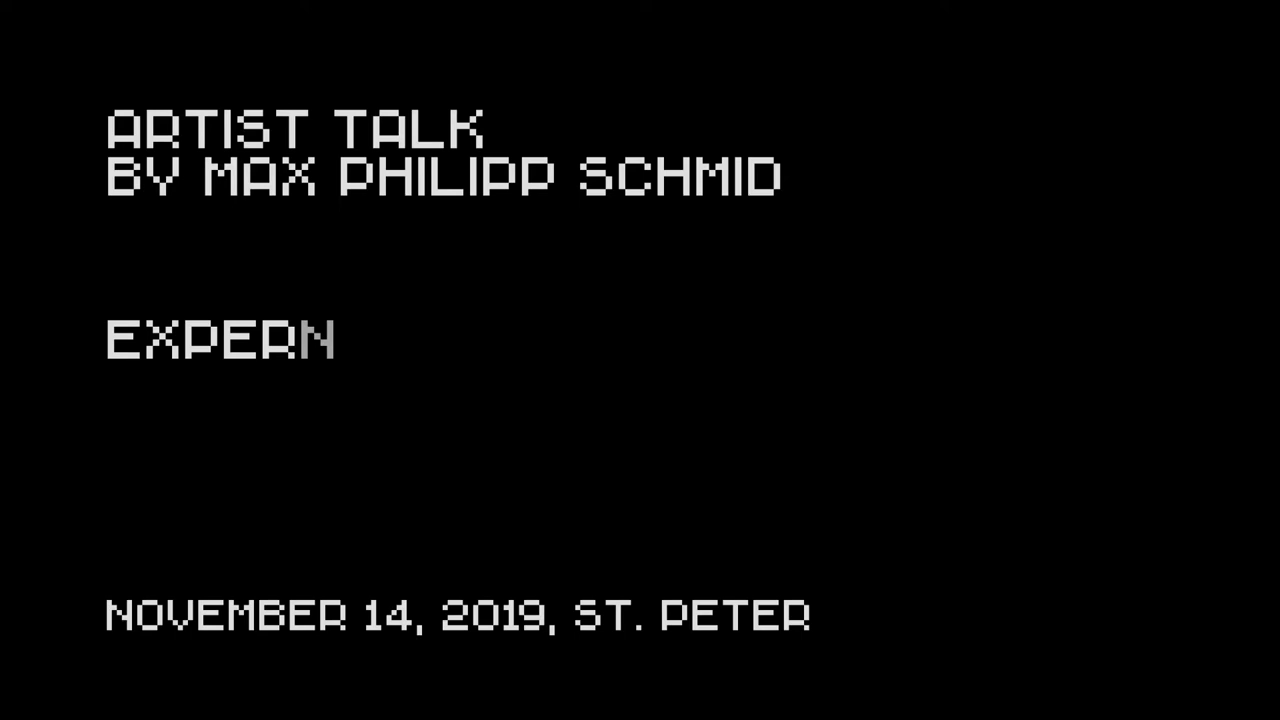 ARTIST TALK
BY MAX PHILIPP SCHMID
EXPERN
NOVEMBER 14, 2019, ST. PETER